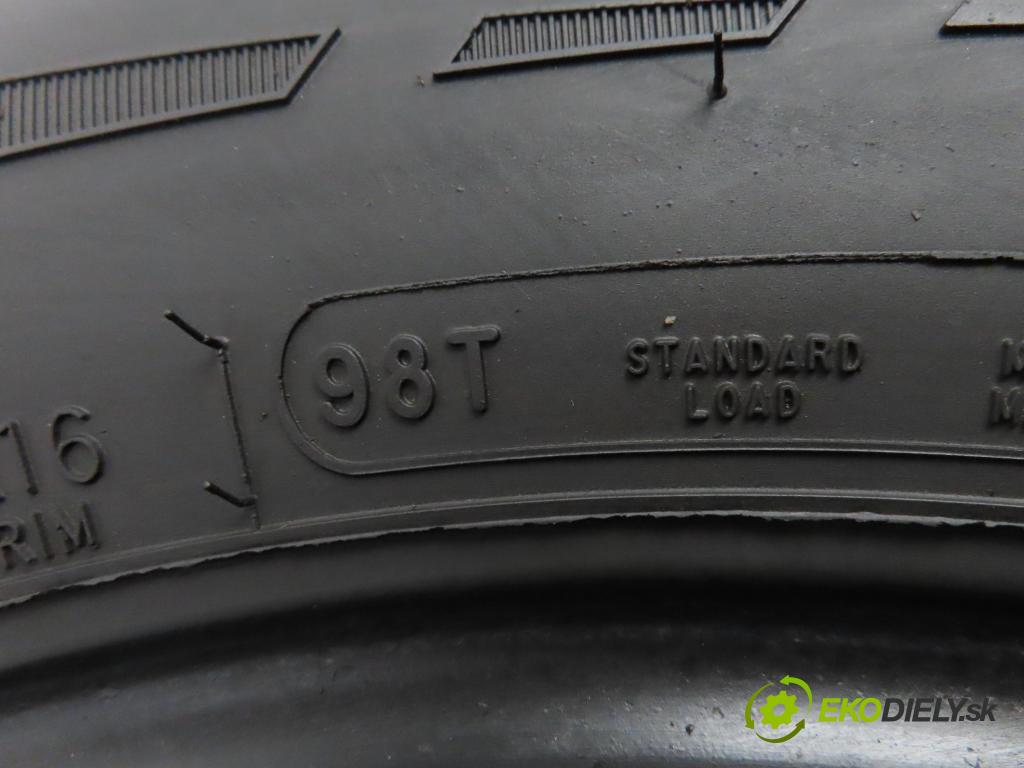 16
RIM
98T
STANDARD
LOAD
EKODIELY.sk